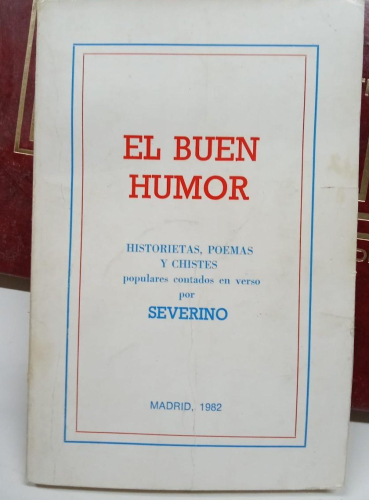 EL BUEN
HUMOR
HISTORIETAS, POEMAS
Y CHISTES
populares contados en verso
por
SEVERINO
MADRID, 1982